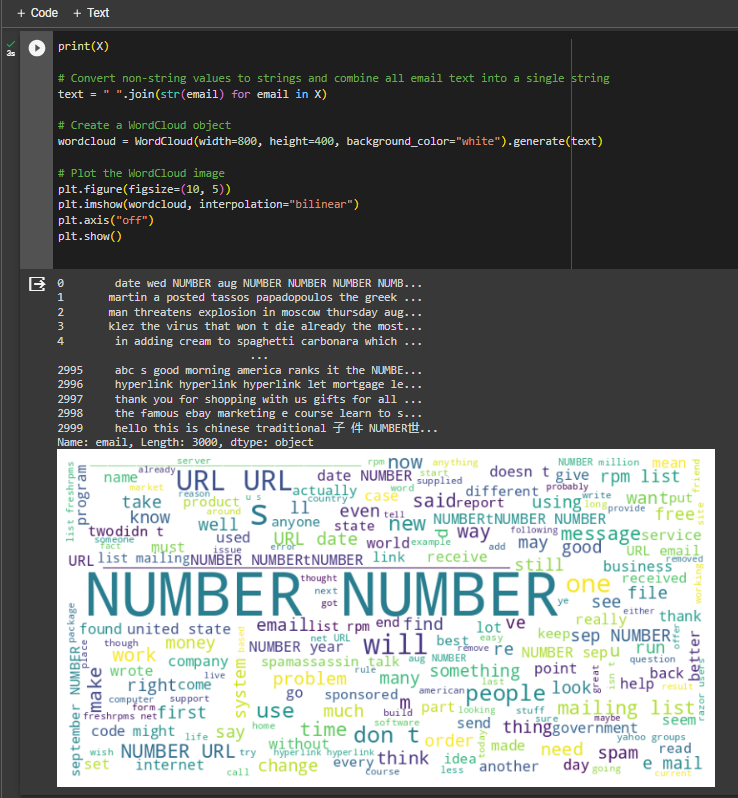 + Code + Text
3s
print(X)
# Convert non-string values to strings and combine all email text into a single string
text = " ".join(str(email) for email in X)
# Create a WordCloud object
wordcloud = WordCloud(width=800, height=400, background_color="white").generate(text)
# Plot the WordCloud image
plt.figure(figsize=(10, 5))
plt.imshow(wordcloud, interpolation="bilinear")
plt.axis("off")
plt.show()
0 date wed NUMBER aug NUMBER NUMBER NUMBER NUMB...
1 martin a posted tassos papadopoulos the greek ...
2 man threatens explosion in moscow thursday aug...
3 klez the virus that won t die already the most...
4 in adding cream to spaghetti carbonara which ...
...
2995 abc s good morning america ranks it the NUMBE...
2996 hyperlink hyperlink hyperlink let mortgage le...
2997 thank you for shopping with us gifts for all ...
2998 the famous ebay marketing e course learn to s...
2999 hello this is chinese traditional 子 件 NUMBER世...
Name: email, Length: 3000, dtype: object
server rpm now anything NUMBER million mean
already URL URL date NUMBER start doesn t give rpm list friend
name market actually supplied probably
list freshrpms program take reason product u s country case said report different using write want put
know around S ll even tell new word long provide free site
well anyone state NUMBERtNUMBER NUMBER message service
twodidn t used URL date world example d way following may good URL email
someone fact must issue error add removed
URL list mailing NUMBER NUMBERtNUMBER link receive still business working
NUMBER NUMBER thought next got ye one received
see either file
found united state email list rpm end find lot ve really thank
package though place net URL best easy keep sep NUMBER offer
money based NUMBER year aug NUMBER remove re NUMBER sep u run better
work will question
wrote company spamassassin talk rule many something point great isn t back
september NUMBER make live system problem people look help result razor users
right come go sponsored american m part looking mailing list
computer support form build stuff sure maybe seem
freshrpms net first use much software send thing government
code might life say home time don t order today made need yahoo groups
NUMBER URL try without spam read
wish hyperlink hyperlink every think idea another day e mail
set internet call change course less going current